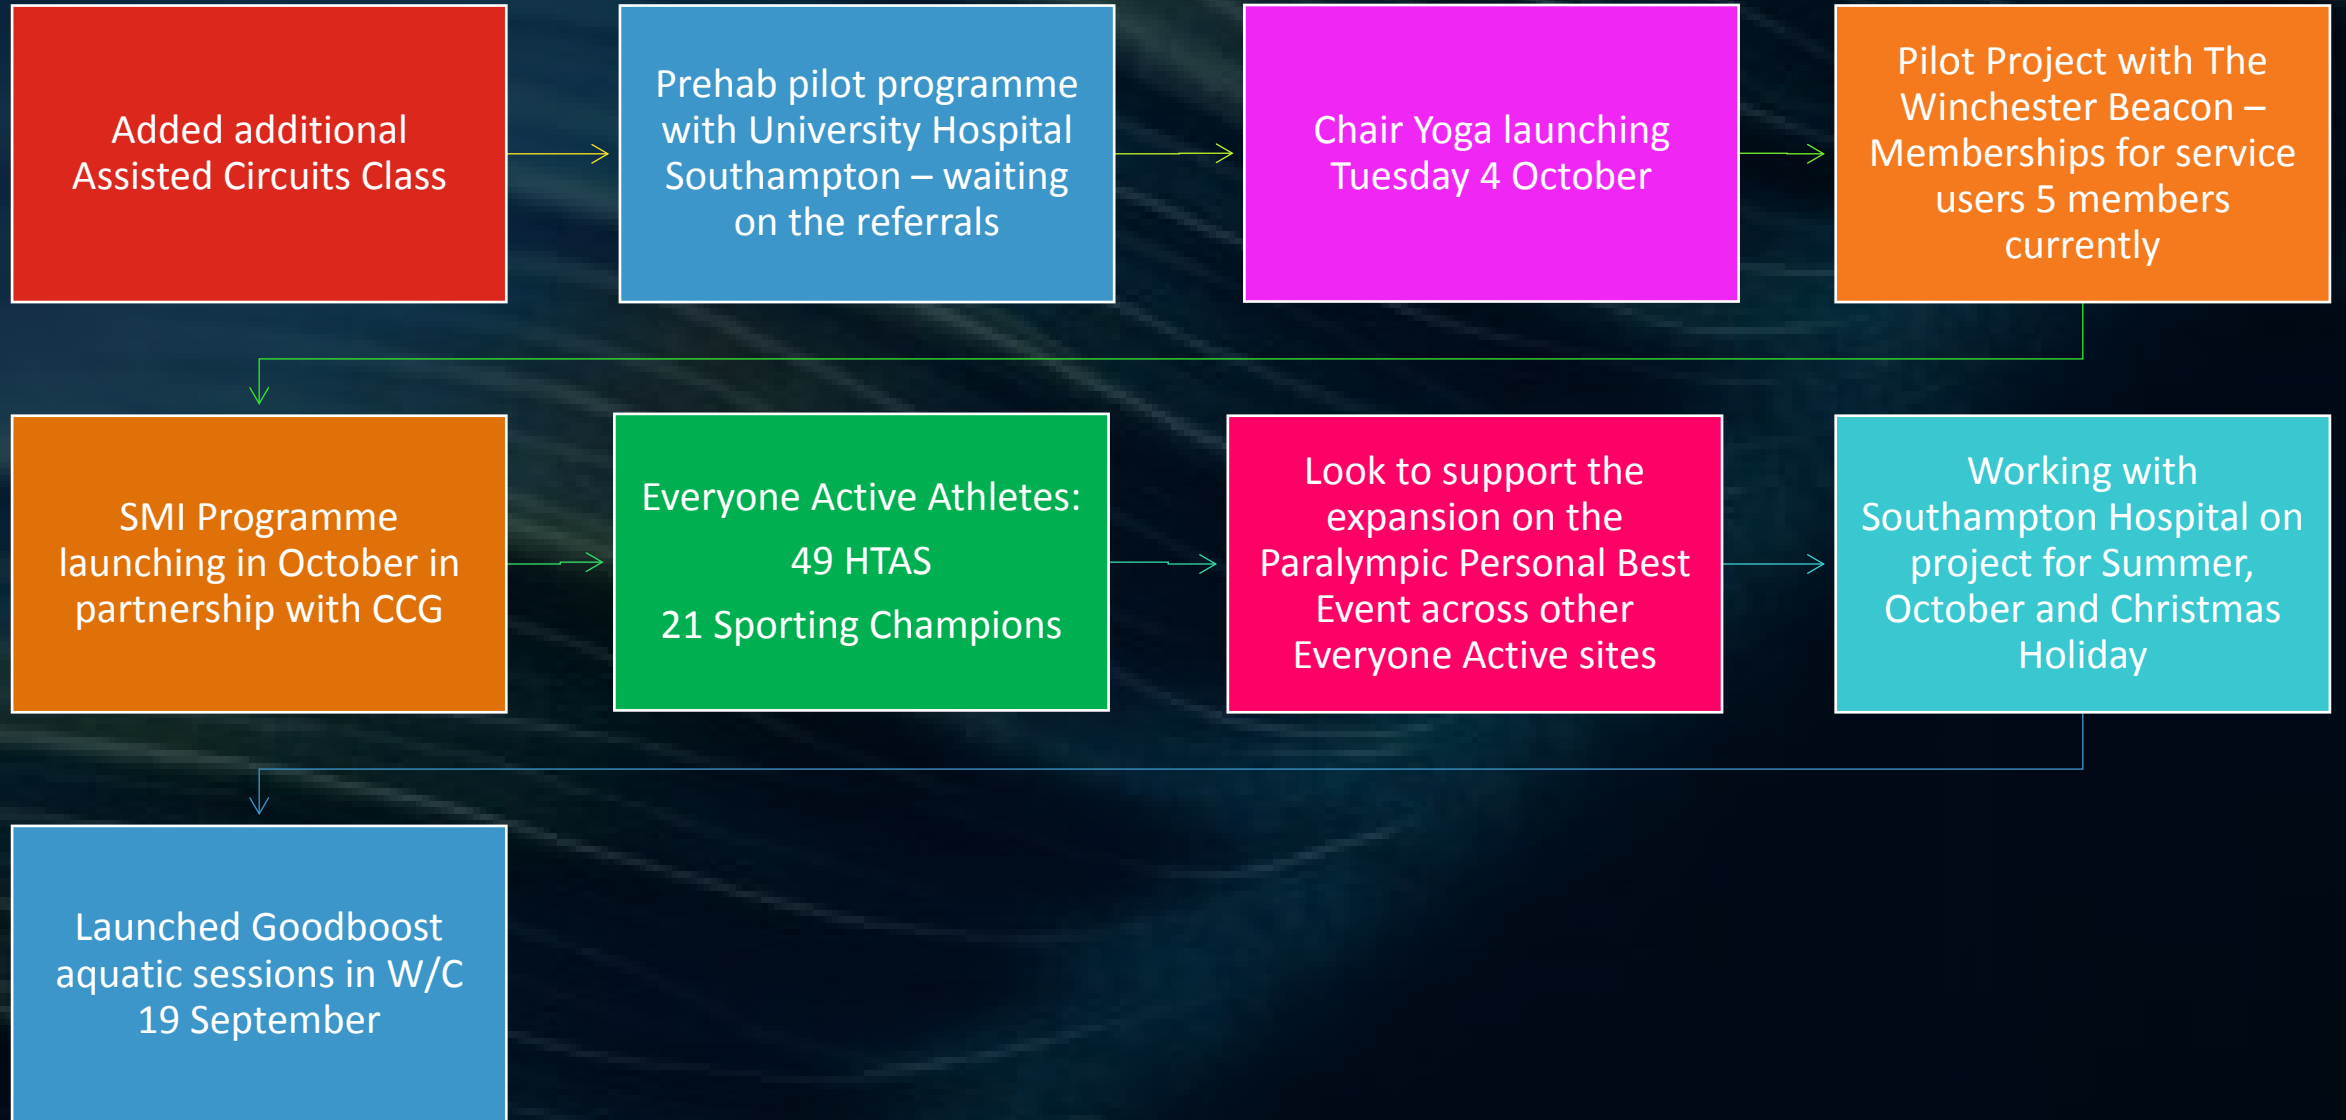 Added additional
Assisted Circuits Class
Prehab pilot programme
with University Hospital
Southampton – waiting
on the referrals
Chair Yoga launching
Tuesday 4 October
Pilot Project with The
Winchester Beacon –
Memberships for service
users 5 members
currently
SMI Programme
launching in October in
partnership with CCG
Everyone Active Athletes:
49 HTAS
21 Sporting Champions
Look to support the
expansion on the
Paralympic Personal Best
Event across other
Everyone Active sites
Working with
Southampton Hospital on
project for Summer,
October and Christmas
Holiday
Launched Goodboost
aquatic sessions in W/C
19 September